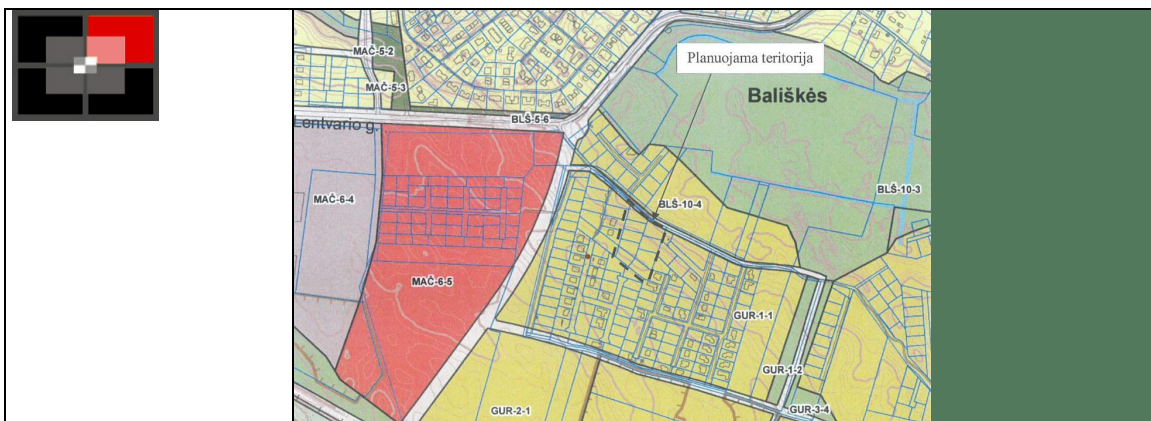 MAČ-5-2
Planuojama teritorija
MAČ-5-3
Bališkės
BLŠ-5-6
Lentvario g.
BLŠ-10-3
MAČ-6-4
BLŠ-10-4
MAČ-6-5
GUR-1-1
GUR-1-2
GUR-2-1
GUR-3-4